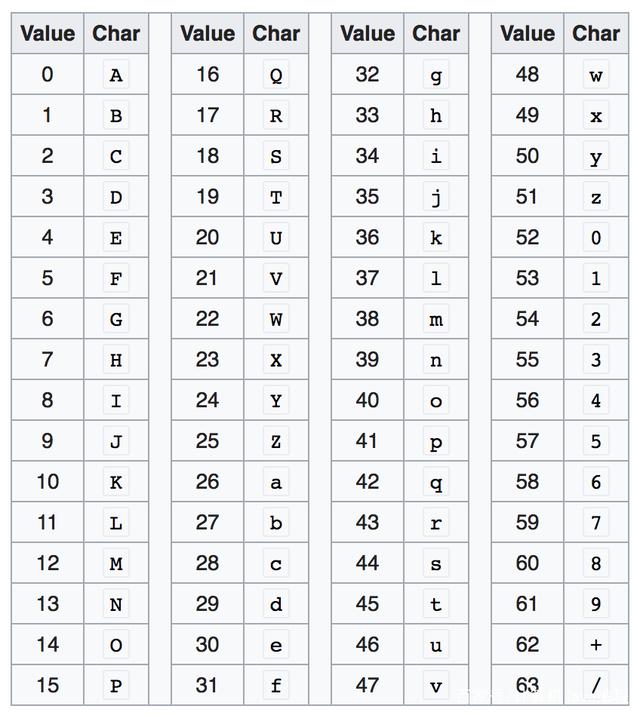 Value Char Value Char Value Char Value Char
0 A 16 Q 32 g 48 w
1 B 17 R 33 h 49 x
2 C 18 S 34 i 50 y
3 D 19 T 35 j 51 z
4 E 20 U 36 k 52 0
5 F 21 V 37 l 53 1
6 G 22 W 38 m 54 2
7 H 23 X 39 n 55 3
8 I 24 Y 40 o 56 4
9 J 25 Z 41 p 57 5
10 K 26 a 42 q 58 6
11 L 27 b 43 r 59 7
12 M 28 c 44 s 60 8
13 N 29 d 45 t 61 9
14 O 30 e 46 u 62 +
15 P 31 f 47 v 63 /